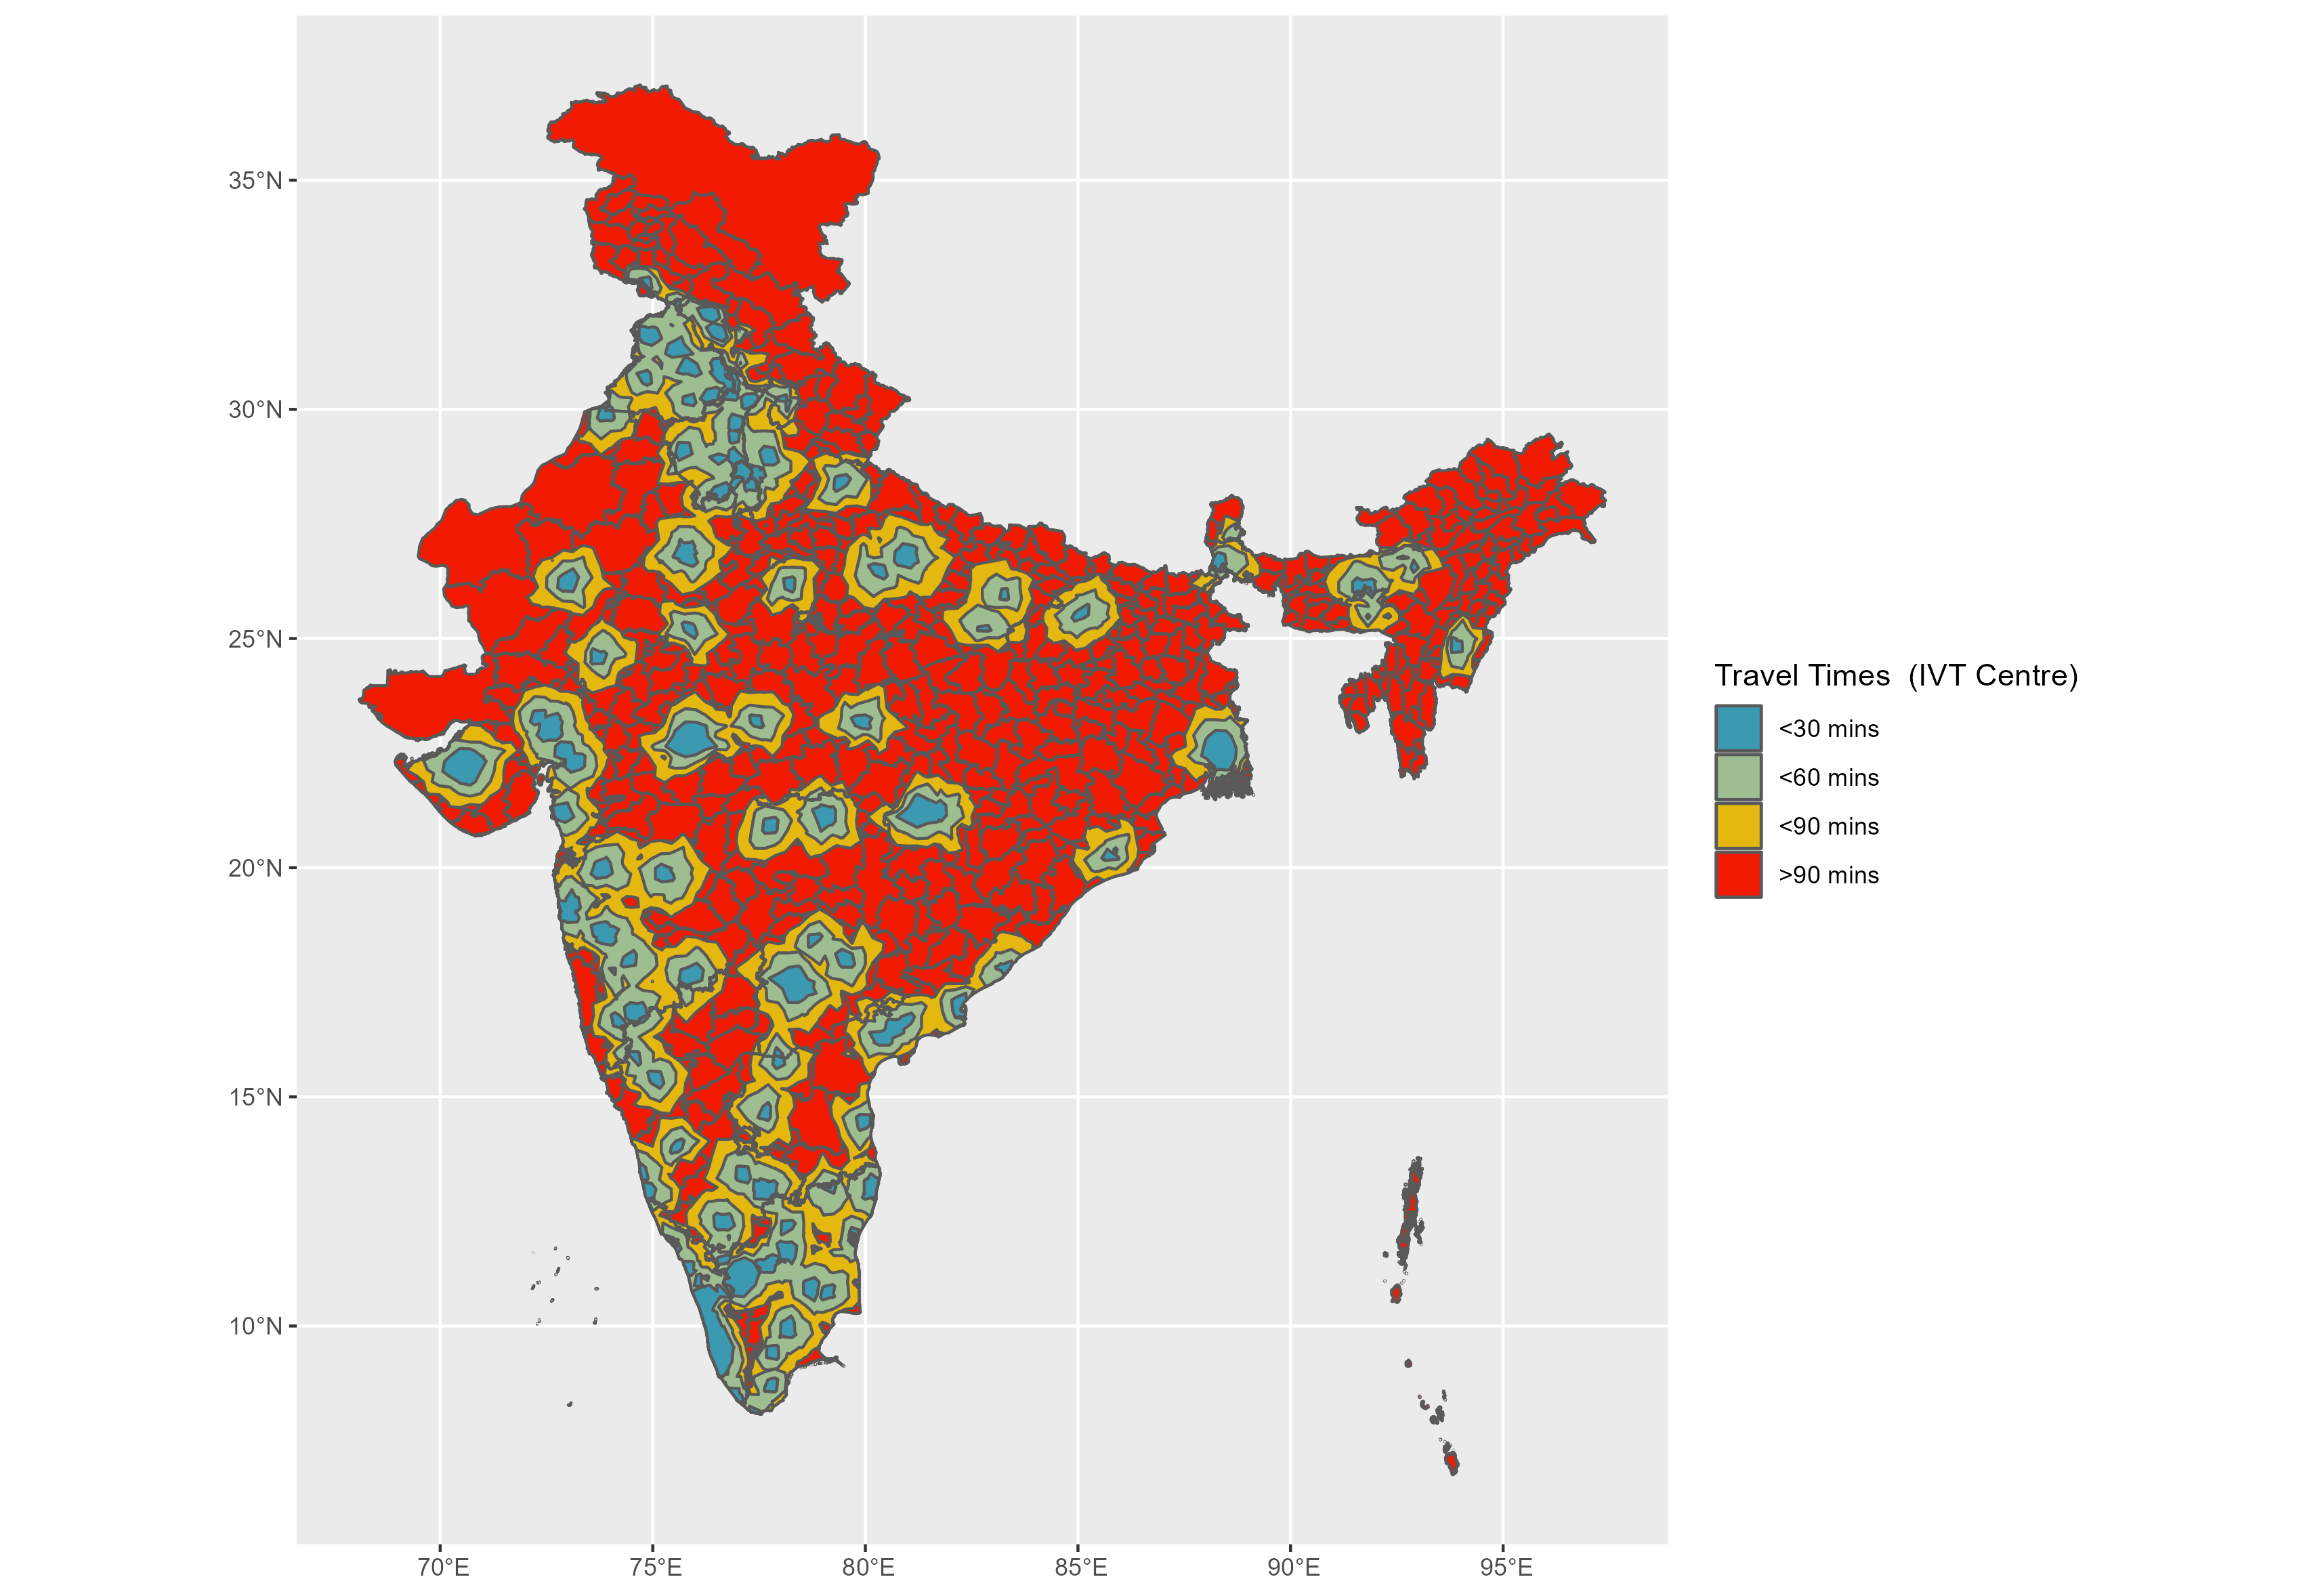 35°N
30°N
25°N
20°N
15°N
10°N
70°E 75°E 80°E 85°E 90°E 95°E
Travel Times  (IVT Centre)
<30 mins
<60 mins
<90 mins
>90 mins